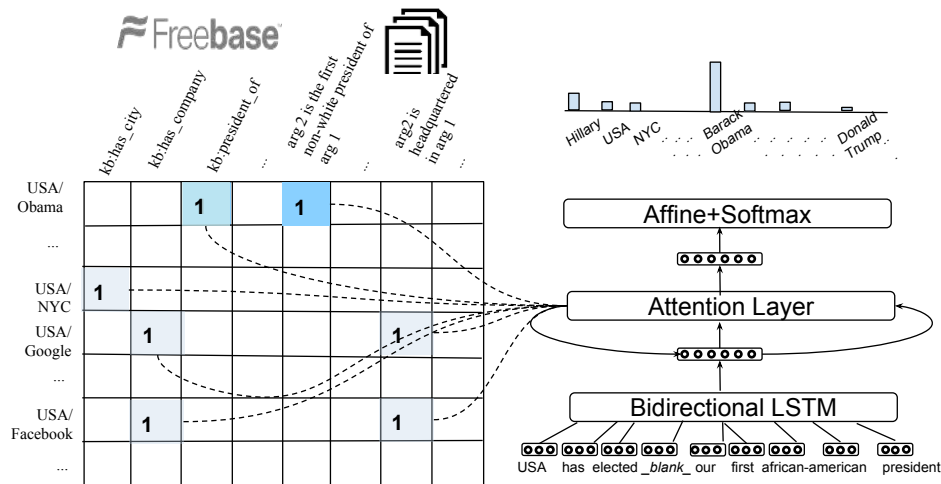 Freebase
kb:has_city
kb:has_company
kb:president_of
...
arg 2 is the first
non-white president of
arg 1
...
arg2 is
headquartered
in arg 1
...
USA/
Obama
1
1
...
USA/
NYC
1
USA/
Google
1
1
...
USA/
Facebook
1
1
...
Hillary
USA
NYC
Barack
Obama
Donald
Trump
Affine+Softmax
Attention Layer
Bidirectional LSTM
USA has elected _blank_ our first african-american president